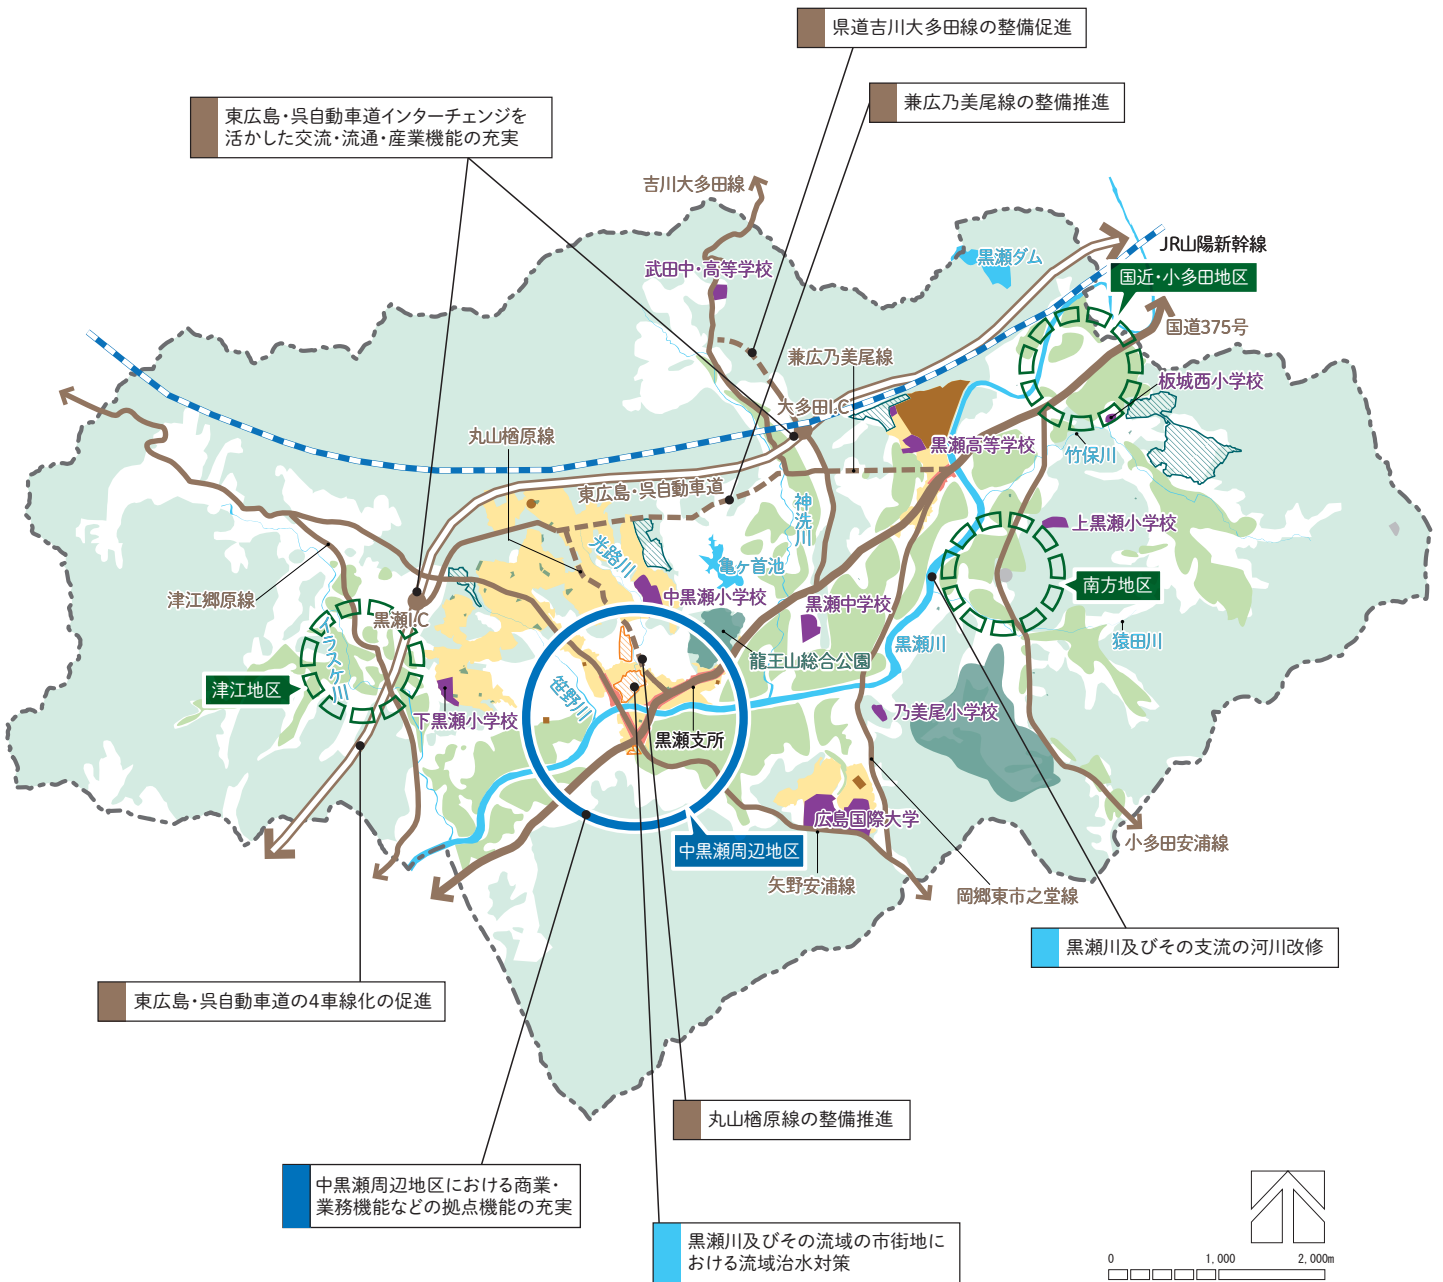 県道吉川大多田線の整備促進
兼広乃美尾線の整備推進
東広島・呉自動車道インターチェンジを
活かした交流・流通・産業機能の充実
吉川大多田線
JR山陽新幹線
黒瀬ダム
武田中・高等学校
国近・小多田地区
国道375号
兼広乃美尾線
板城西小学校
大多田I.C
丸山楢原線
黒瀬高等学校
竹保川
東広島・呉自動車道
神洗川
上黒瀬小学校
光路川
亀ヶ首池
南方地区
津江郷原線
中黒瀬小学校
黒瀬中学校
黒瀬I.C
猿田川
黒瀬川
龍王山総合公園
イラスケ川
津江地区
笹野川
下黒瀬小学校
乃美尾小学校
黒瀬支所
広島国際大学
中黒瀬周辺地区
小多田安浦線
矢野安浦線
岡郷東市之堂線
黒瀬川及びその支流の河川改修
東広島・呉自動車道の4車線化の促進
丸山楢原線の整備推進
中黒瀬周辺地区における商業・
業務機能などの拠点機能の充実
黒瀬川及びその流域の市街地に
おける流域治水対策
0 1,000 2,000m